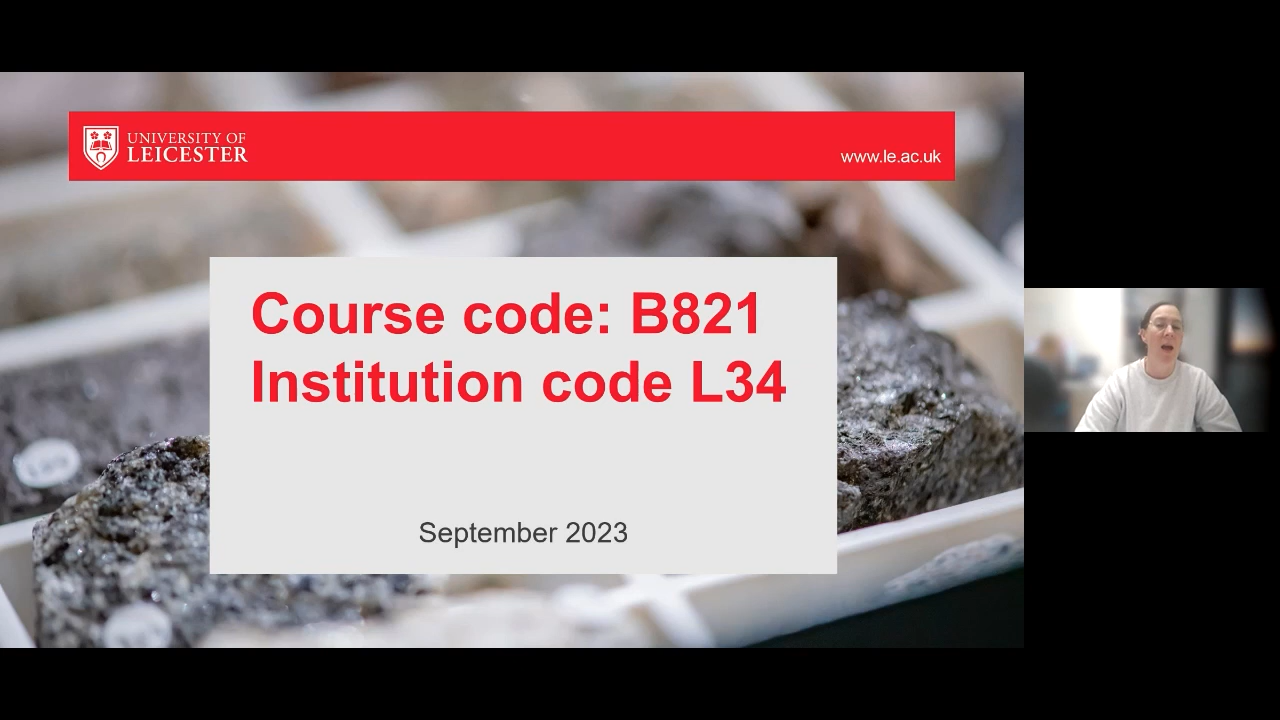 UNIVERSITY OF
LEICESTER
www.le.ac.uk
Course code: B821
Institution code L34
September 2023